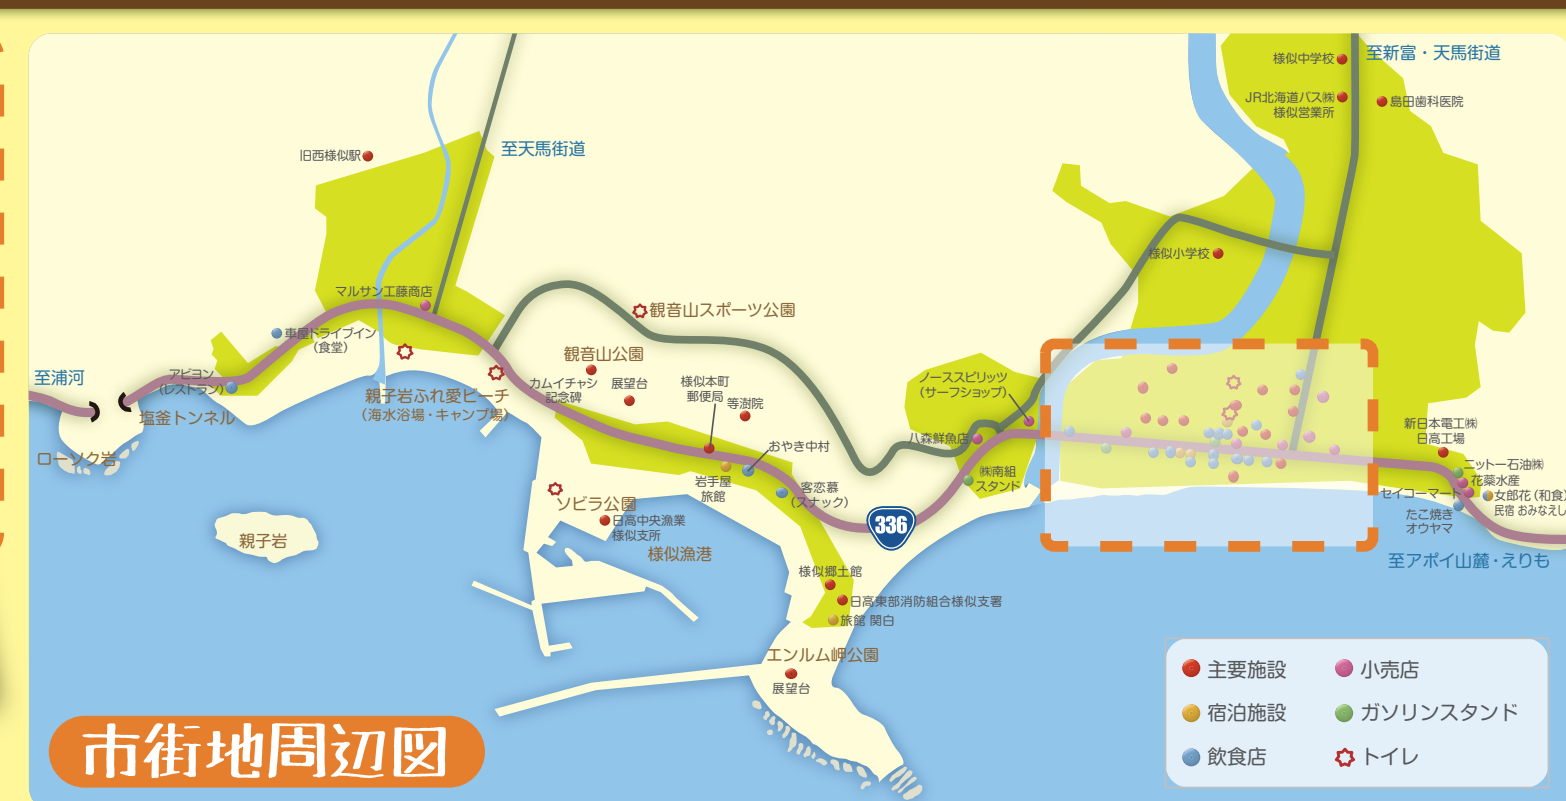 至新富・天馬街道
様似中学校
JR北海道バス㈱
様似営業所
島田歯科医院
旧西様似駅
至天馬街道
様似小学校
マルサン工藤商店
観音山スポーツ公園
車屋ドライブイン
（食堂）
観音山公園
アビヨン
（レストラン）
至浦河
塩釜トンネル
ローソク岩
親子岩ふれ愛ビーチ
（海水浴場・キャンプ場）
カムイチャシ
記念碑
展望台
様似本町
郵便局
等澍院
ノーススピリッツ
（サーフショップ）
八森鮮魚店
おやき中村
岩手屋
旅館
客恋慕
（スナック）
㈱南組
スタンド
新日本電工㈱
日高工場
ニットー石油㈱
花蘂水産
セイコーマート
女郎花（和食）
民宿 おみなえし
たこ焼き
オウヤマ
至アポイ山麓・えりも
336
ソビラ公園
日高中央漁業
様似支所
様似漁港
親子岩
様似郷土館
日高東部消防組合様似支署
旅館 関白
エンルム岬公園
展望台
市街地周辺図
主要施設
小売店
宿泊施設
ガソリンスタンド
飲食店
トイレ